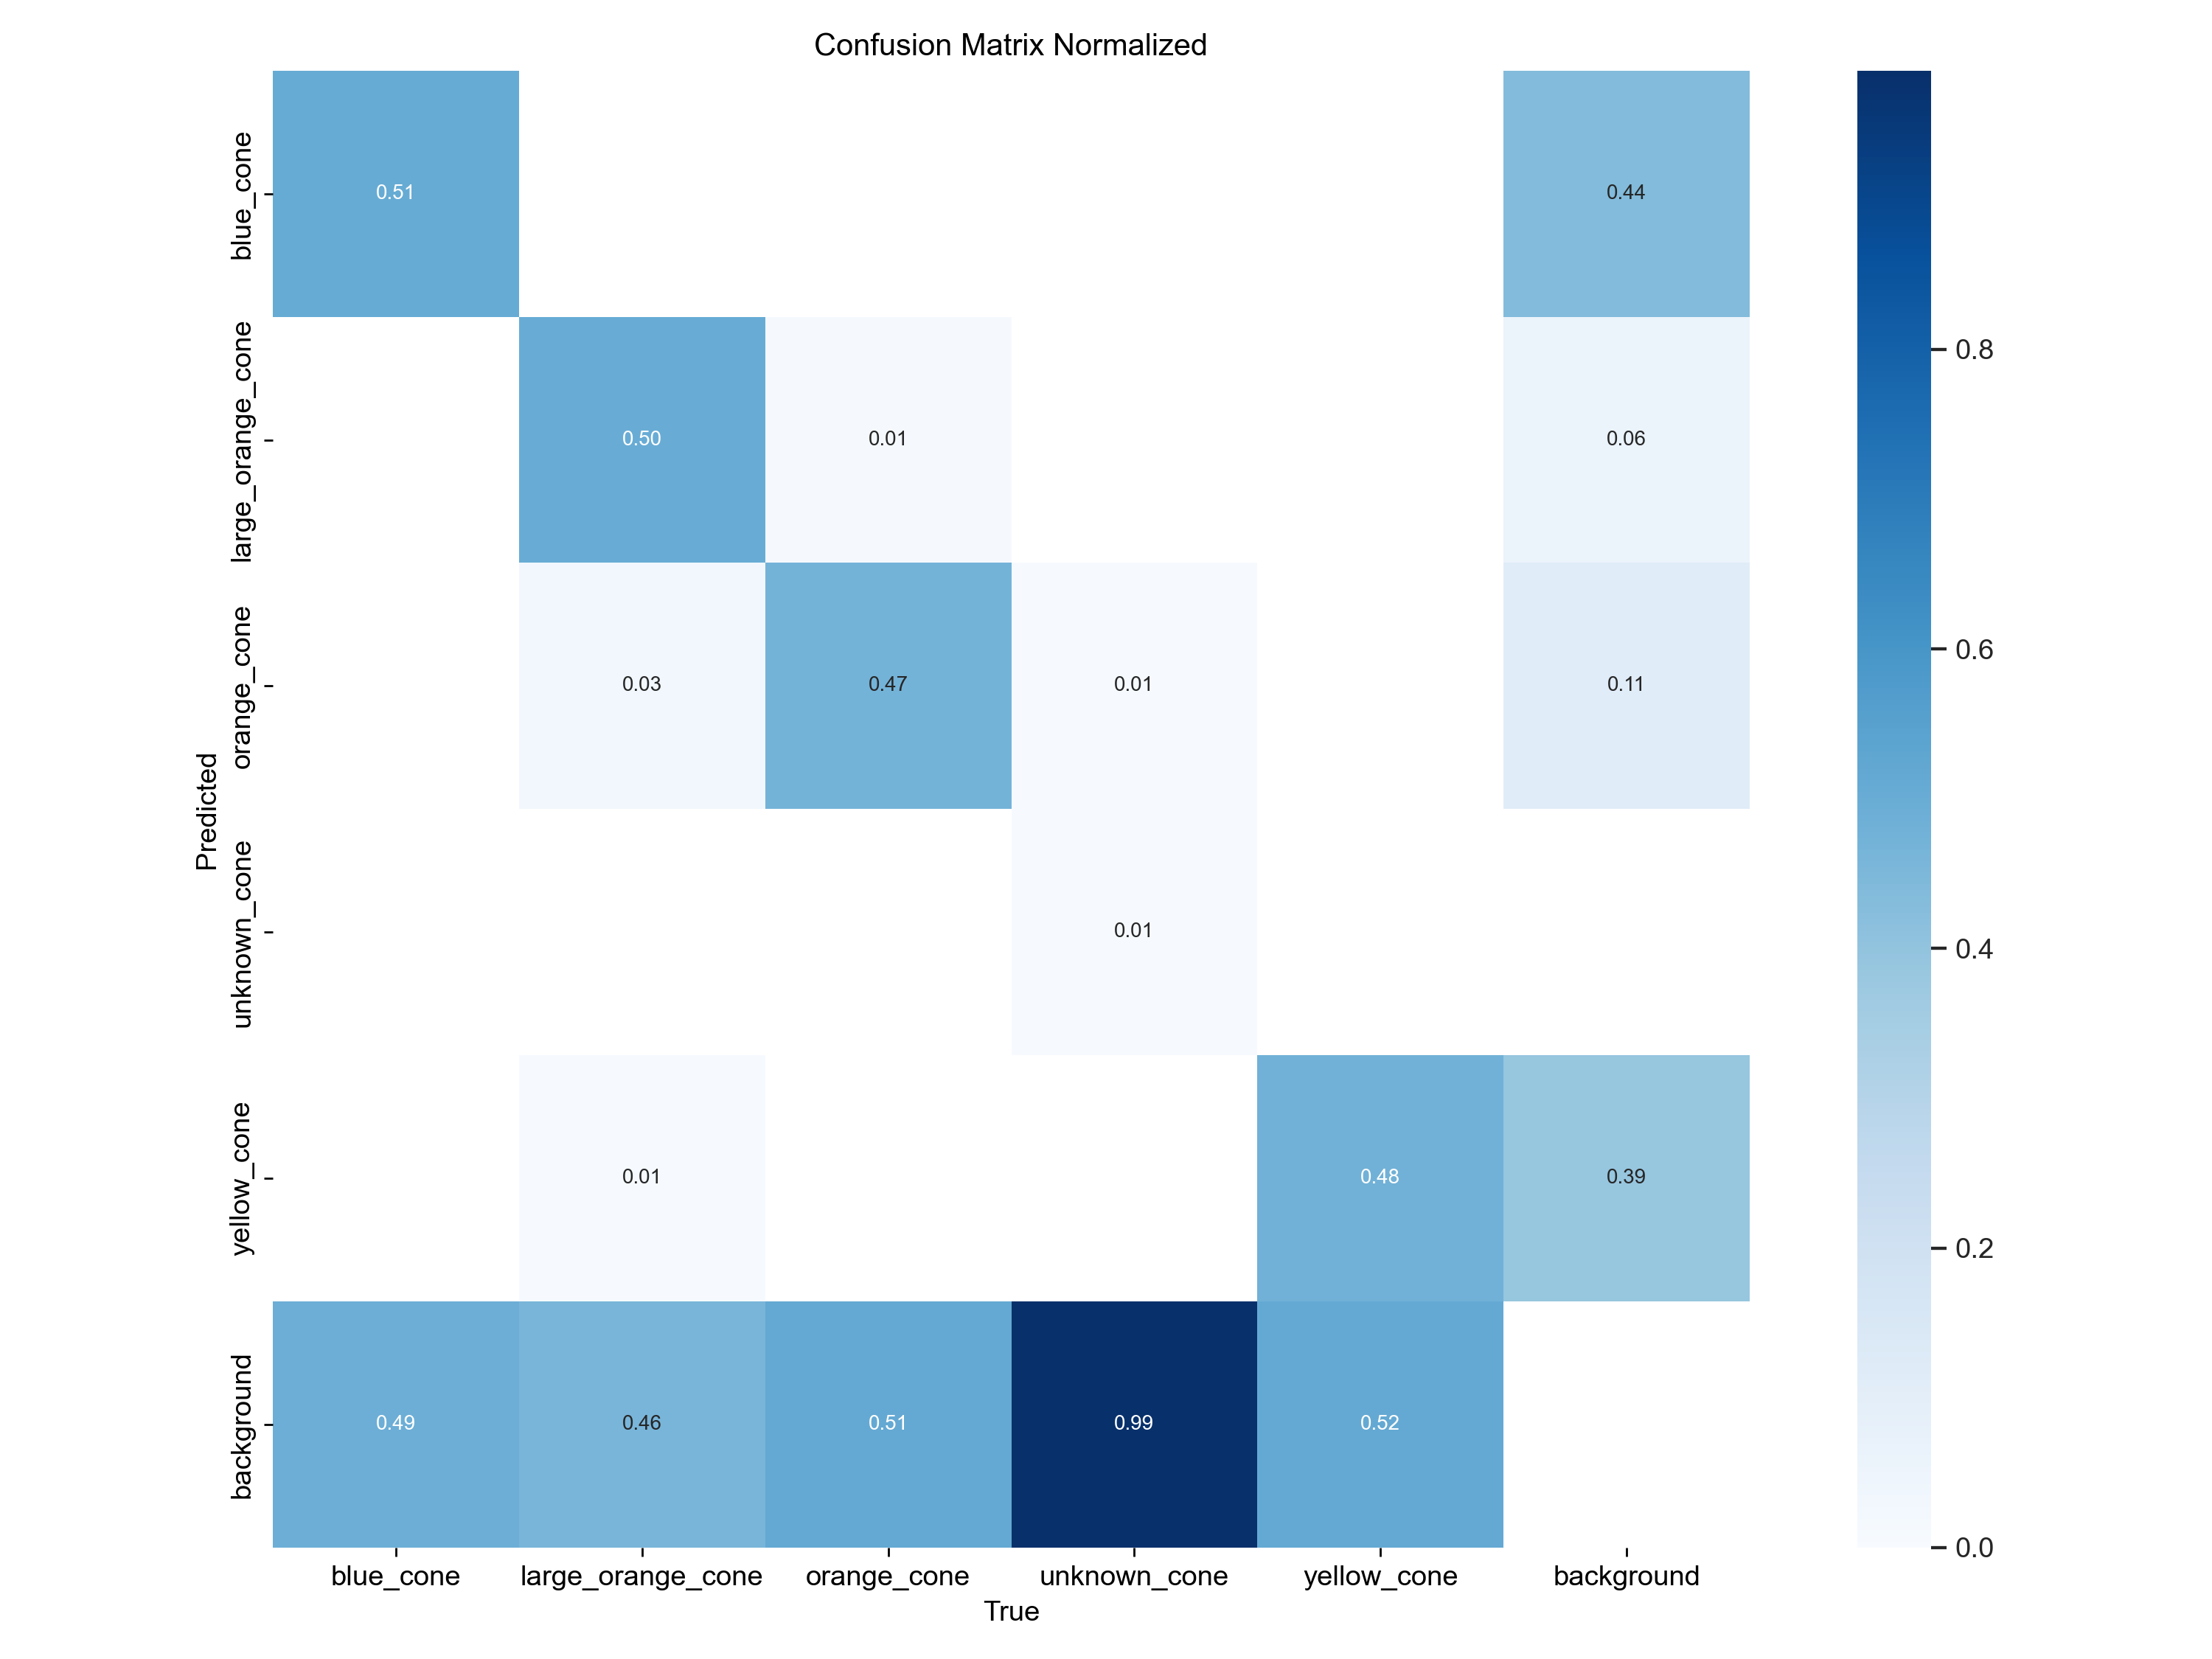 Confusion Matrix Normalized
blue_cone
0.51
0.44
large_orange_cone
0.50
0.01
0.06
orange_cone
0.03
0.47
0.01
0.11
unknown_cone
0.01
yellow_cone
0.01
0.48
0.39
background
0.49
0.46
0.51
0.99
0.52
Predicted
blue_cone
large_orange_cone
orange_cone
unknown_cone
yellow_cone
background
True
0.8
0.6
0.4
0.2
0.0